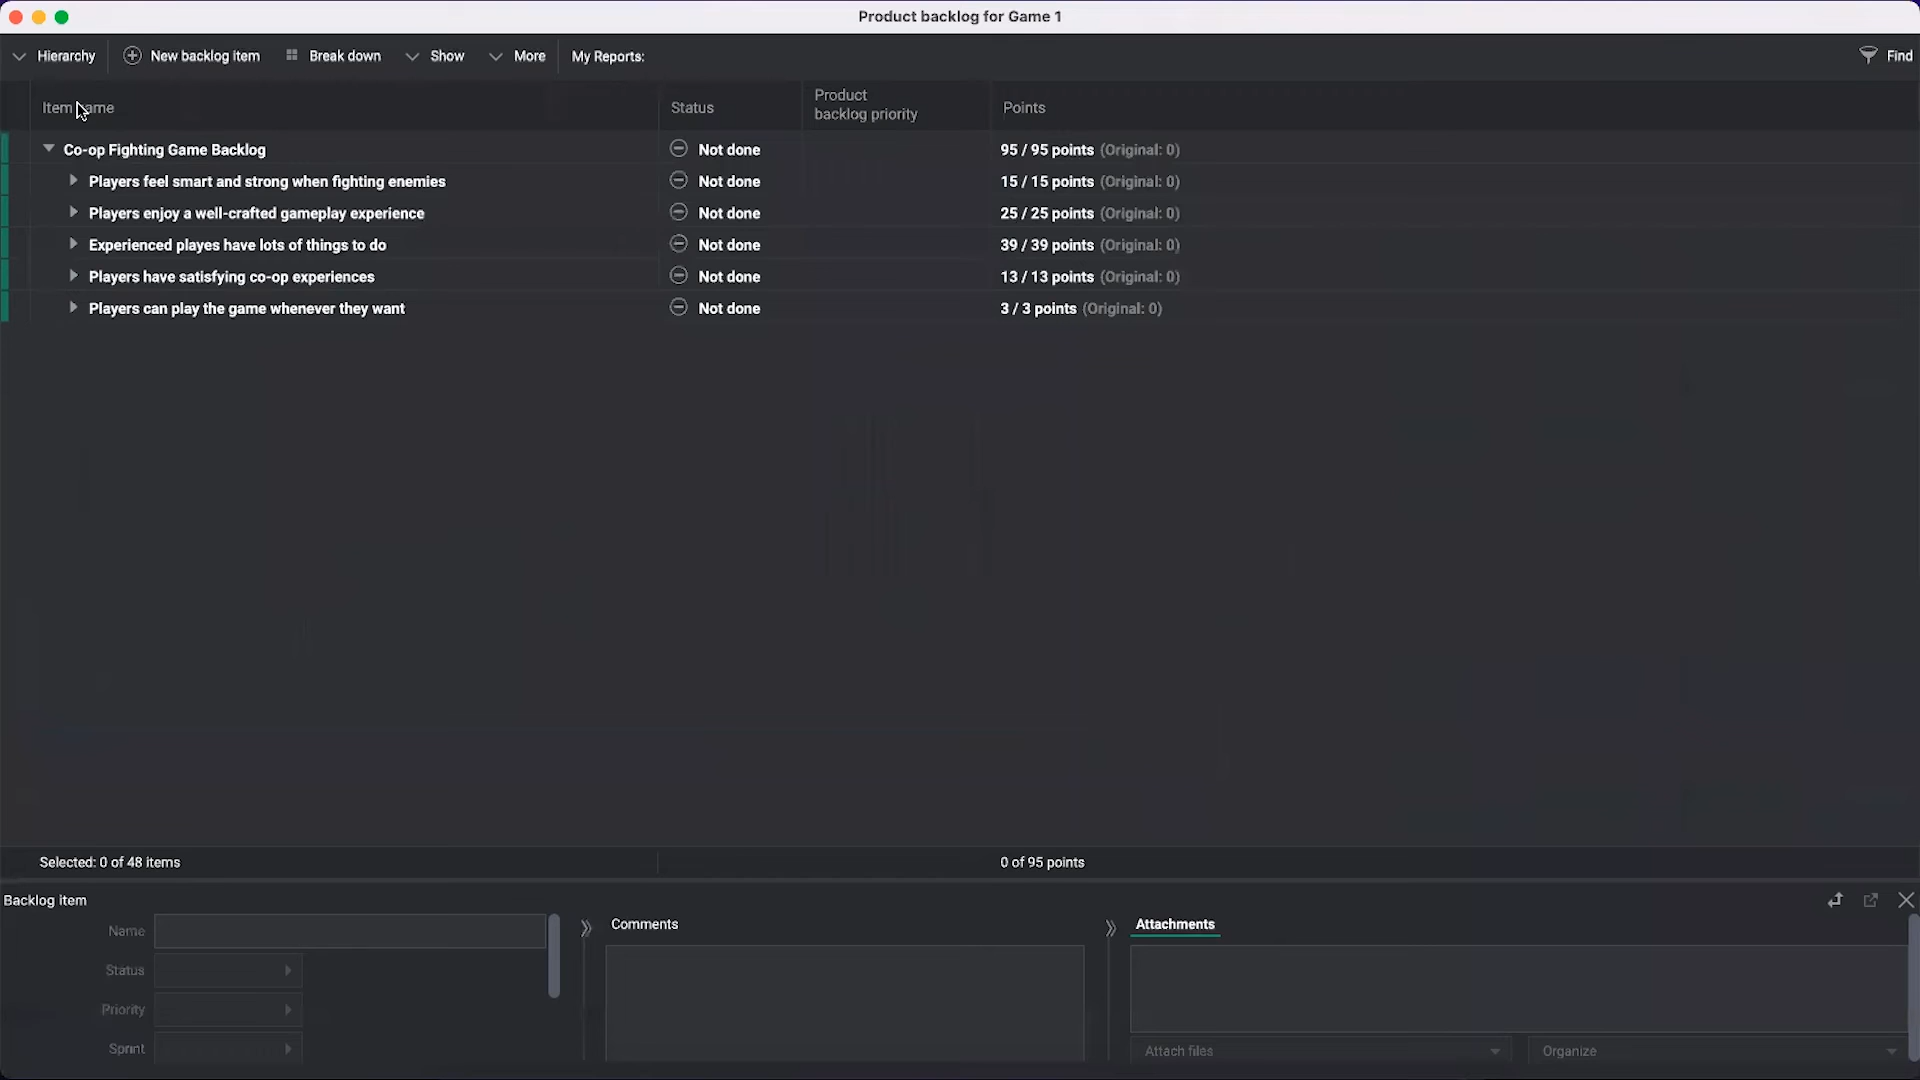 Product backlog for Game 1
Hierarchy New backlog item Break down Show More My Reports: Find
Item name Status Product backlog priority Points
Co-op Fighting Game Backlog Not done 95 / 95 points (Original: 0)
Players feel smart and strong when fighting enemies Not done 15 / 15 points (Original: 0)
Players enjoy a well-crafted gameplay experience Not done 25 / 25 points (Original: 0)
Experienced playes have lots of things to do Not done 39 / 39 points (Original: 0)
Players have satisfying co-op experiences Not done 13 / 13 points (Original: 0)
Players can play the game whenever they want Not done 3 / 3 points (Original: 0)
Selected: 0 of 48 items 0 of 95 points
Backlog item
Name Comments Attachments
Status
Priority
Sprint Attach files Organize